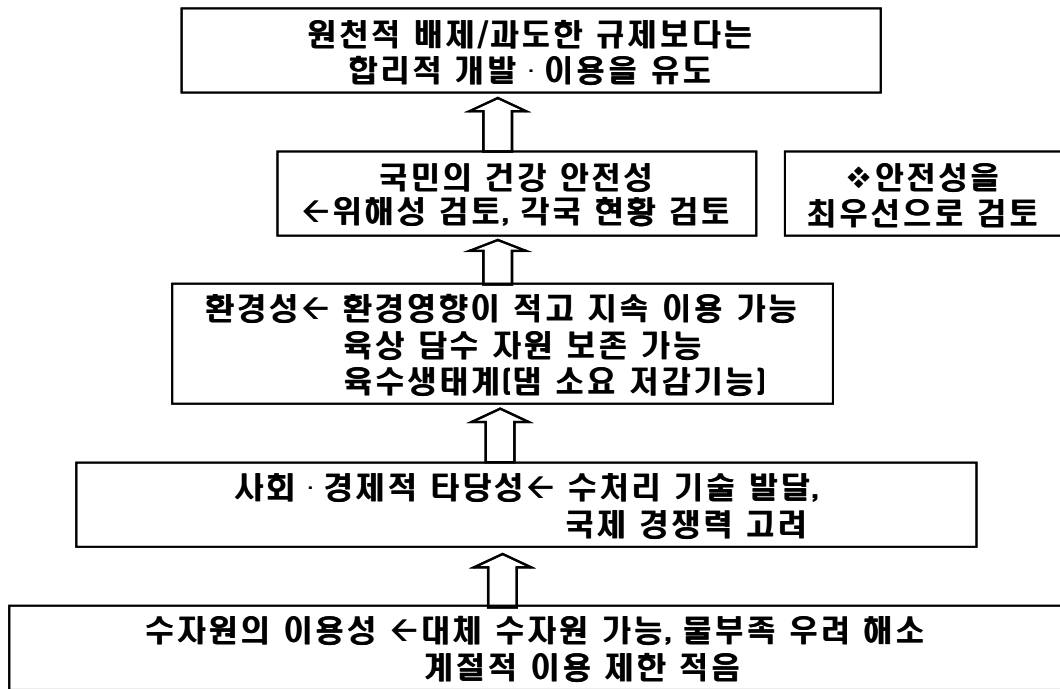 원천적 배제/과도한 규제보다는
합리적 개발 · 이용을 유도
국민의 건강 안전성
←위해성 검토, 각국 현황 검토
❖안전성을
최우선으로 검토
환경성← 환경영향이 적고 지속 이용 가능
육상 담수 자원 보존 가능
육수생태계(댐 소요 저감기능)
사회 · 경제적 타당성← 수처리 기술 발달,
국제 경쟁력 고려
수자원의 이용성 ←대체 수자원 가능, 물부족 우려 해소
계절적 이용 제한 적음